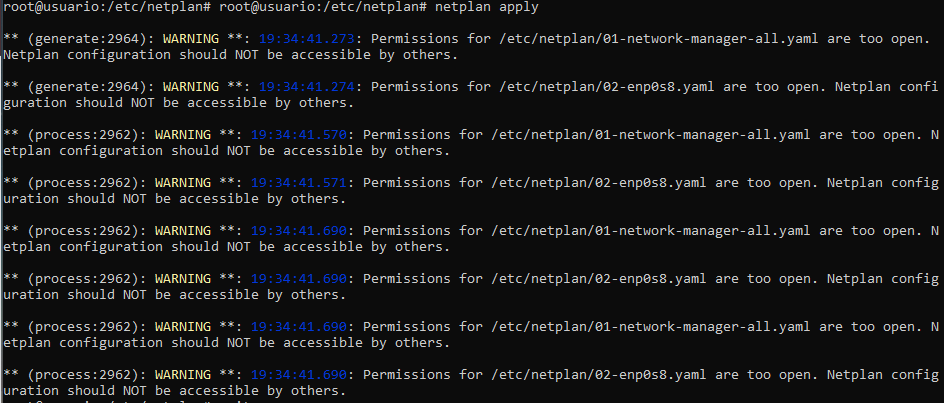 root@usuario:/etc/netplan# root@usuario:/etc/netplan# netplan apply
** (generate:2964): WARNING **: 19:34:41.273: Permissions for /etc/netplan/01-network-manager-all.yaml are too open.
Netplan configuration should NOT be accessible by others.
** (generate:2964): WARNING **: 19:34:41.274: Permissions for /etc/netplan/02-enp0s8.yaml are too open. Netplan confi
guration should NOT be accessible by others.
** (process:2962): WARNING **: 19:34:41.570: Permissions for /etc/netplan/01-network-manager-all.yaml are too open. N
etplan configuration should NOT be accessible by others.
** (process:2962): WARNING **: 19:34:41.571: Permissions for /etc/netplan/02-enp0s8.yaml are too open. Netplan config
uration should NOT be accessible by others.
** (process:2962): WARNING **: 19:34:41.690: Permissions for /etc/netplan/01-network-manager-all.yaml are too open. N
etplan configuration should NOT be accessible by others.
** (process:2962): WARNING **: 19:34:41.690: Permissions for /etc/netplan/02-enp0s8.yaml are too open. Netplan config
uration should NOT be accessible by others.
** (process:2962): WARNING **: 19:34:41.690: Permissions for /etc/netplan/01-network-manager-all.yaml are too open. N
etplan configuration should NOT be accessible by others.
** (process:2962): WARNING **: 19:34:41.690: Permissions for /etc/netplan/02-enp0s8.yaml are too open. Netplan config
uration should NOT be accessible by others.